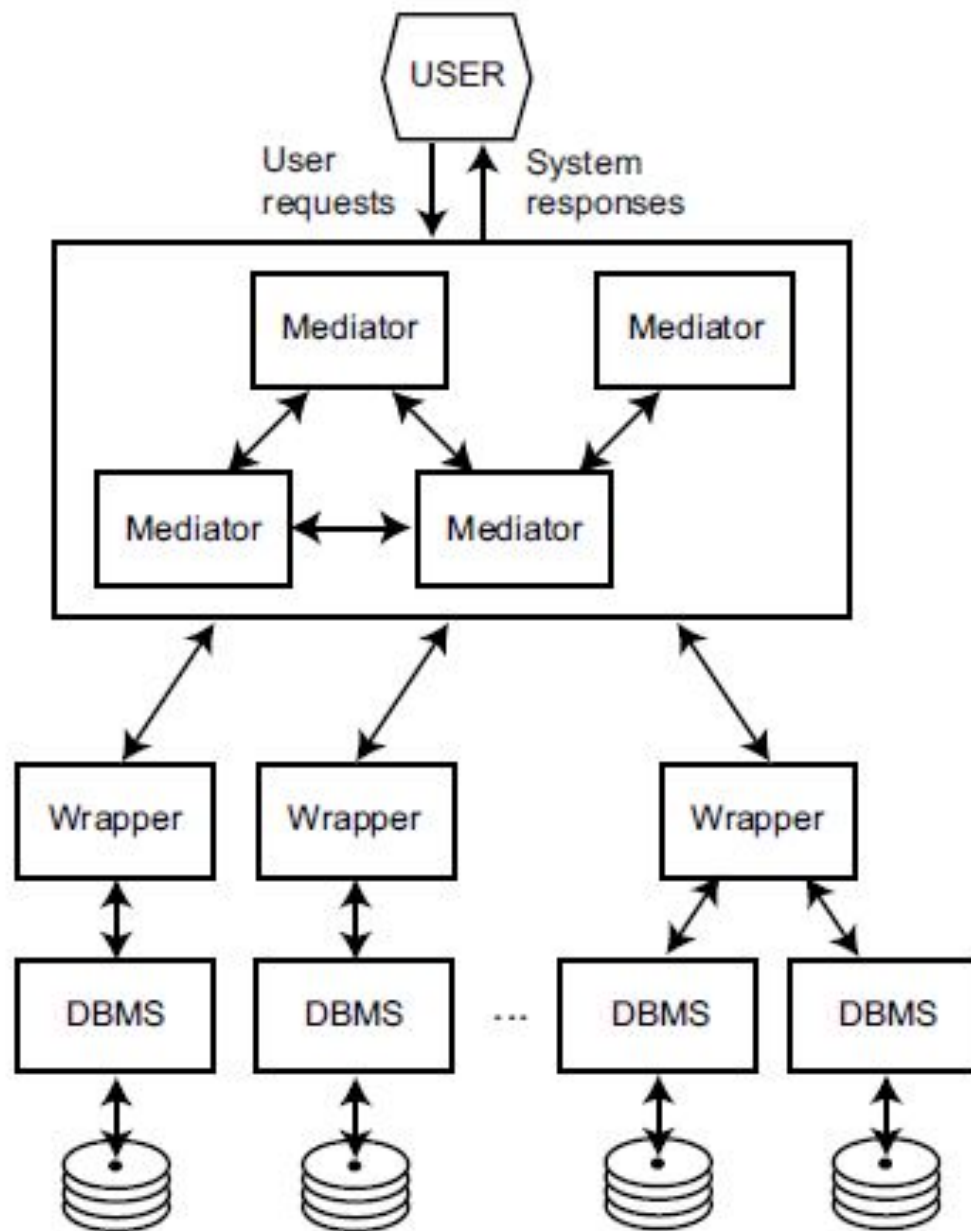 USER
User
requests
System
responses
Mediator
Mediator
Mediator
Mediator
Wrapper
Wrapper
Wrapper
DBMS
DBMS
...
DBMS
DBMS